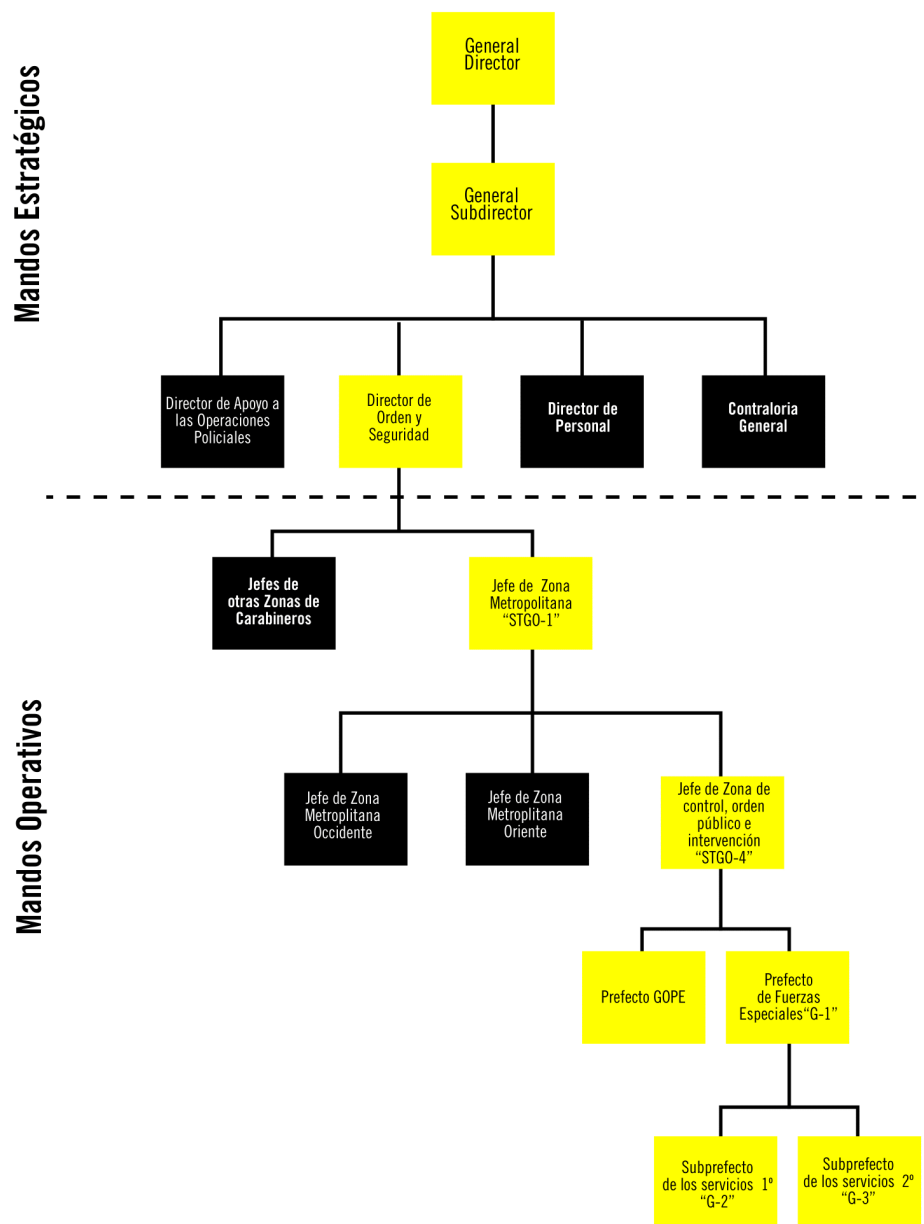 Mandos Estratégicos
General
Director
General
Subdirector
Director de Apoyo a
las Operaciones
Policiales
Director de
Orden y
Seguridad
Director de
Personal
Contraloria
General
Mandos Operativos
Jefes de
otras Zonas de
Carabineros
Jefe de Zona
Metropolitana
“STGO-1”
Jefe de Zona
Metroplitana
Occidente
Jefe de Zona
Metroplitana
Oriente
Jefe de Zona de
control, orden
público e
intervención
“STGO-4”
Prefecto GOPE
Prefecto
de Fuerzas
Especiales“G-1”
Subprefecto
de los servicios 1º
“G-2”
Subprefecto
de los servicios 2º
“G-3”